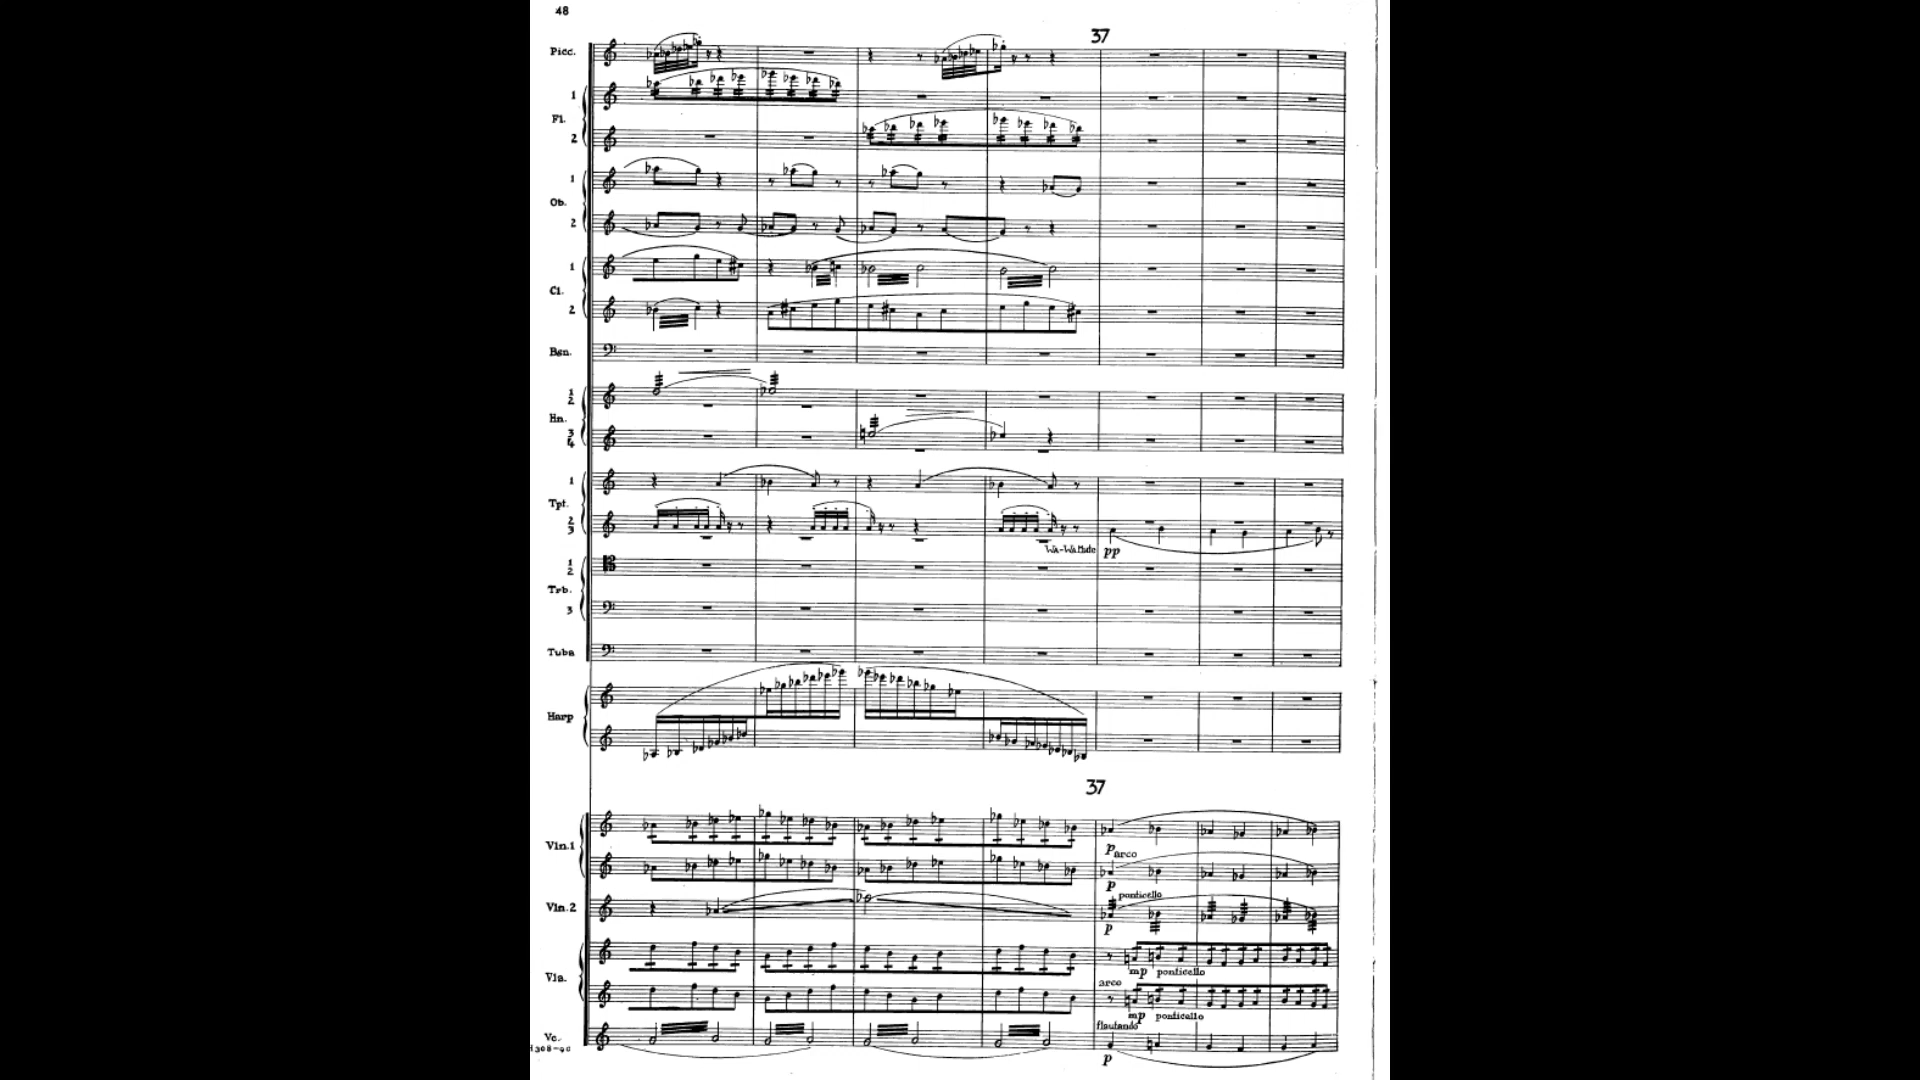 48
37
Picc.
1
Fl.
2
1
Ob.
2
1
Cl.
2
Bsn.
1
2
Hn.
3
4
1
Tpt.
2
3
Wa-Wa Mute pp
1
2
Trb.
3
Tuba
Harp
37
Vln.1
p arco
p
ponticello
Vln.2
p
mp ponticello
Vla.
arco
mp ponticello
flautando
Vc.
p